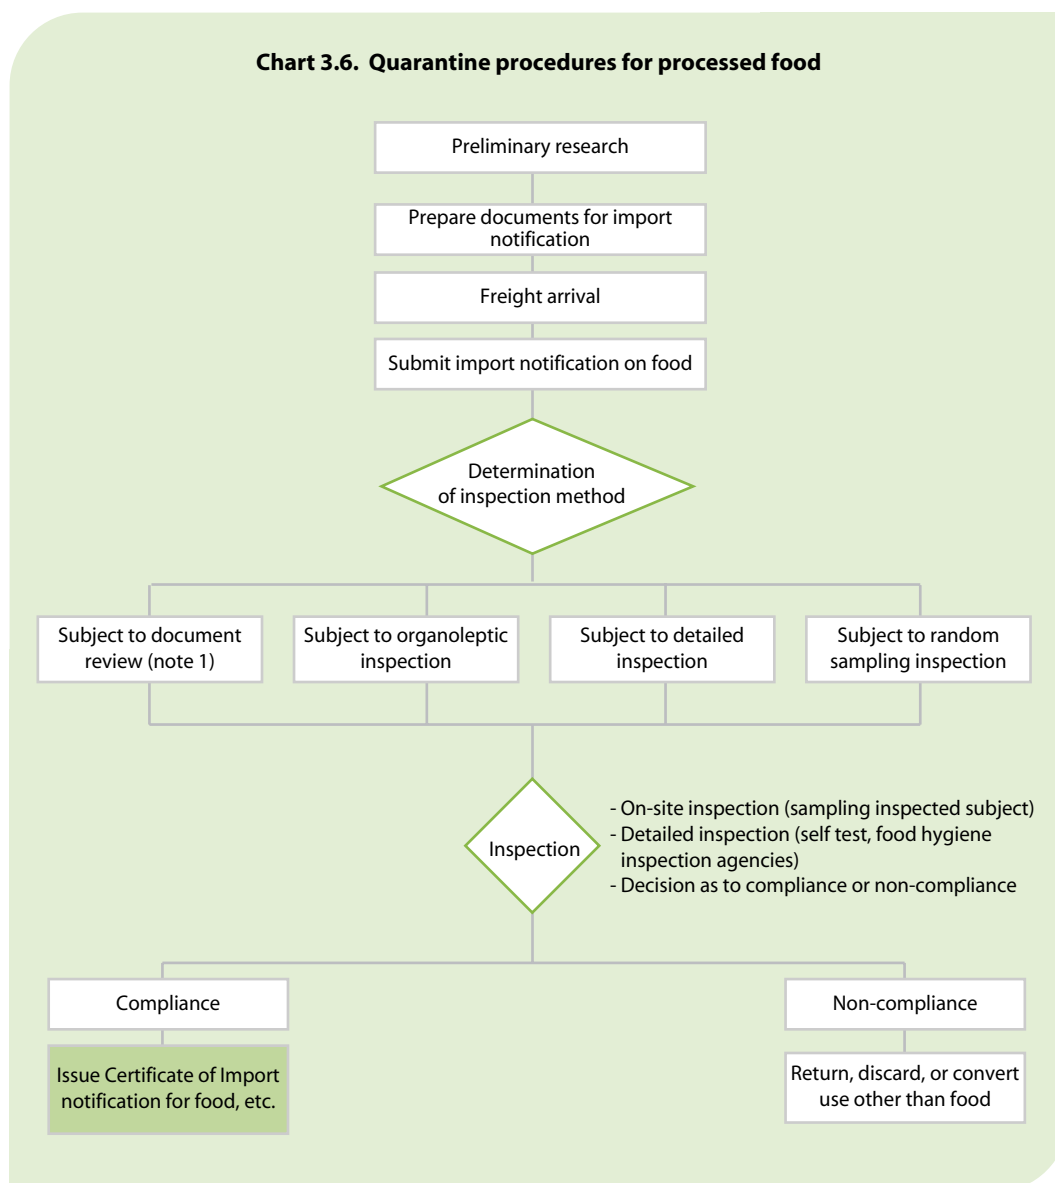 Chart 3.6.  Quarantine procedures for processed food
Preliminary research
Prepare documents for import
notification
Freight arrival
Submit import notification on food
Determination
of inspection method
Subject to document
review (note 1)
Subject to organoleptic
inspection
Subject to detailed
inspection
Subject to random
sampling inspection
Inspection
- On-site inspection (sampling inspected subject)
- Detailed inspection (self test, food hygiene
inspection agencies)
- Decision as to compliance or non-compliance
Compliance
Non-compliance
Issue Certificate of Import
notification for food, etc.
Return, discard, or convert
use other than food